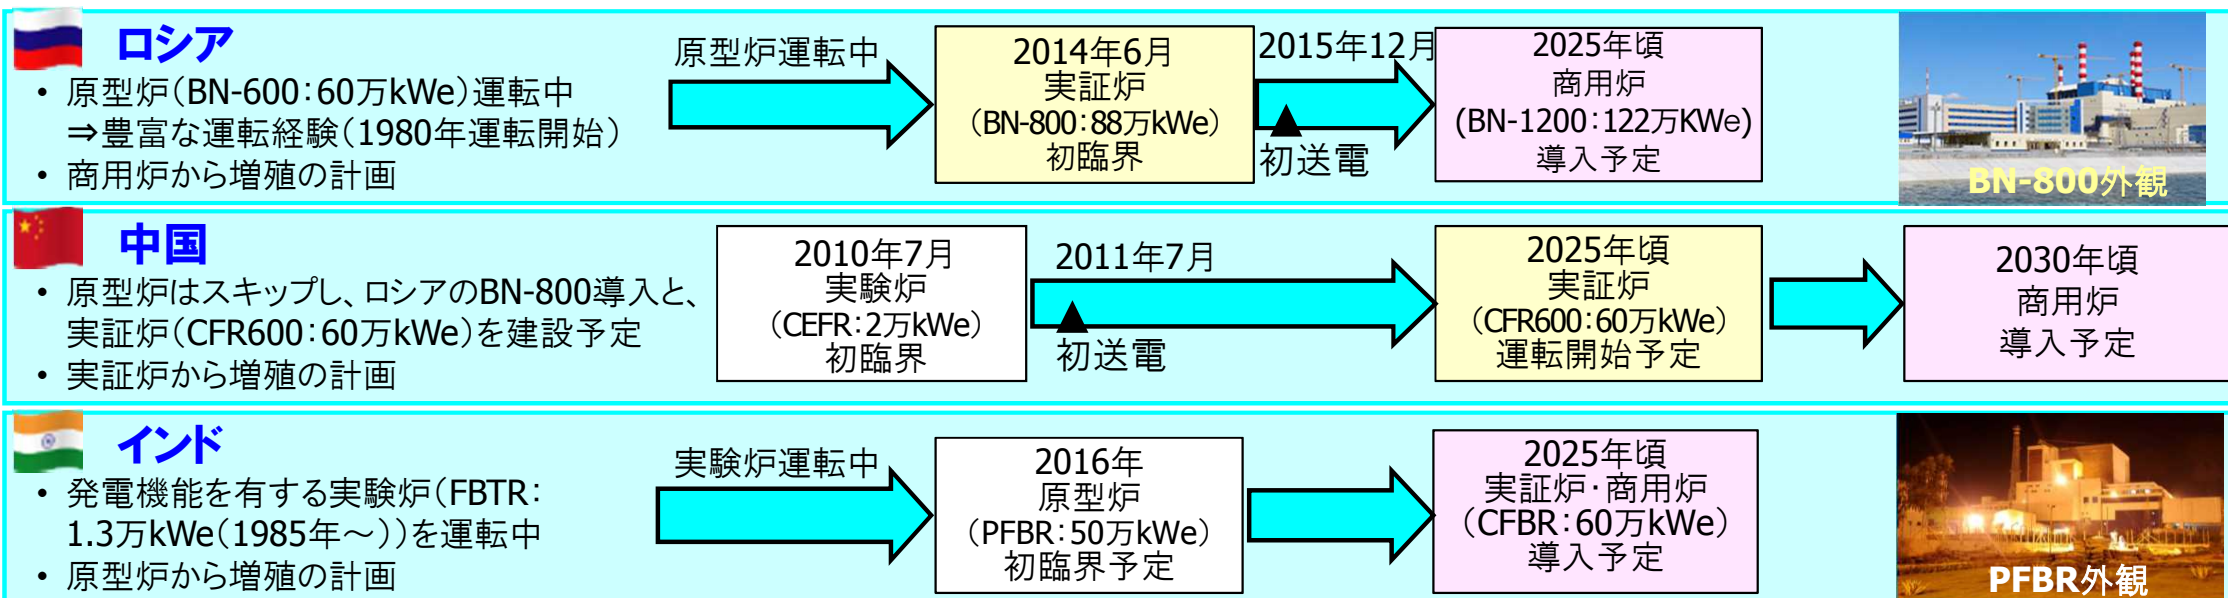 ロシア
• 原型炉(BN-600:60万kWe)運転中
⇒豊富な運転経験(1980年運転開始)
• 商用炉から増殖の計画
原型炉運転中
2014年6月
実証炉
(BN-800:88万kWe)
初臨界
2015年12月
▲
初送電
2025年頃
商用炉
(BN-1200:122万KWe)
導入予定
BN-800外観
中国
• 原型炉はスキップし、ロシアのBN-800導入と、
実証炉(CFR600:60万kWe)を建設予定
• 実証炉から増殖の計画
2010年7月
実験炉
(CEFR:2万kWe)
初臨界
2011年7月
▲
初送電
2025年頃
実証炉
(CFR600:60万kWe)
運転開始予定
2030年頃
商用炉
導入予定
インド
• 発電機能を有する実験炉(FBTR:
1.3万kWe(1985年~))を運転中
• 原型炉から増殖の計画
実験炉運転中
2016年
原型炉
(PFBR:50万kWe)
初臨界予定
2025年頃
実証炉・商用炉
(CFBR:60万kWe)
導入予定
PFBR外観